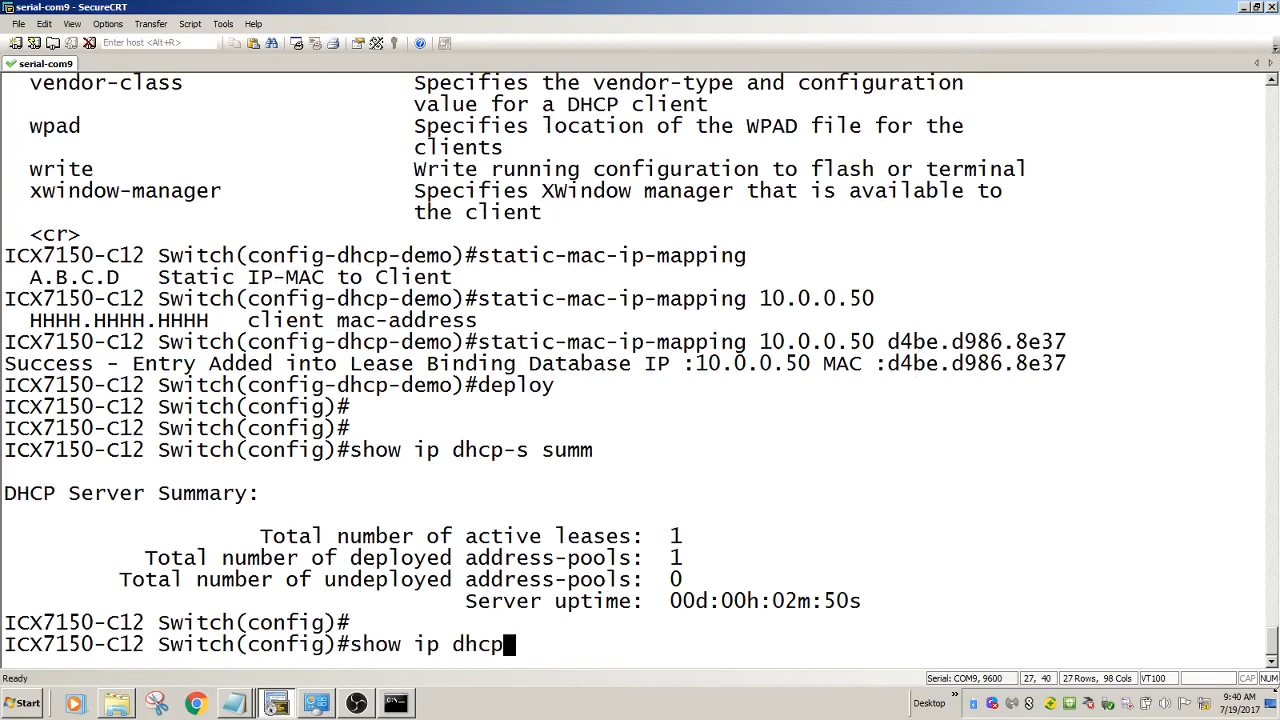 serial-com9 - SecureCRT
File Edit View Options Transfer Script Tools Help
Enter host <Alt+R>
serial-com9
vendor-class Specifies the vendor-type and configuration
value for a DHCP client
wpad Specifies location of the WPAD file for the
clients
write Write running configuration to flash or terminal
xwindow-manager Specifies XWindow manager that is available to
the client
<cr>
ICX7150-C12 Switch(config-dhcp-demo)#static-mac-ip-mapping
A.B.C.D Static IP-MAC to Client
ICX7150-C12 Switch(config-dhcp-demo)#static-mac-ip-mapping 10.0.0.50
HHHH.HHHH.HHHH client mac-address
ICX7150-C12 Switch(config-dhcp-demo)#static-mac-ip-mapping 10.0.0.50 d4be.d986.8e37
Success - Entry Added into Lease Binding Database IP :10.0.0.50 MAC :d4be.d986.8e37
ICX7150-C12 Switch(config-dhcp-demo)#deploy
ICX7150-C12 Switch(config)#
ICX7150-C12 Switch(config)#
ICX7150-C12 Switch(config)#show ip dhcp-s summ
DHCP Server Summary:
Total number of active leases: 1
Total number of deployed address-pools: 1
Total number of undeployed address-pools: 0
Server uptime: 00d:00h:02m:50s
ICX7150-C12 Switch(config)#
ICX7150-C12 Switch(config)#show ip dhcp
Ready Serial: COM9, 9600 27, 40 27 Rows, 98 Cols VT100 CAP NUM
Start Desktop 9:40 AM
7/19/2017